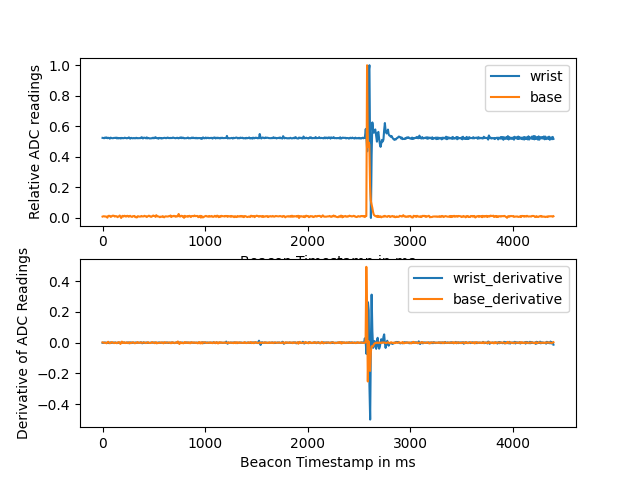 Relative ADC readings
1.0
0.8
0.6
0.4
0.2
0.0
wrist
base
0
1000
2000
3000
4000
Beacon Timestamp in ms
Derivative of ADC Readings
0.4
0.2
0.0
−0.2
−0.4
wrist_derivative
base_derivative
0
1000
2000
3000
4000
Beacon Timestamp in ms